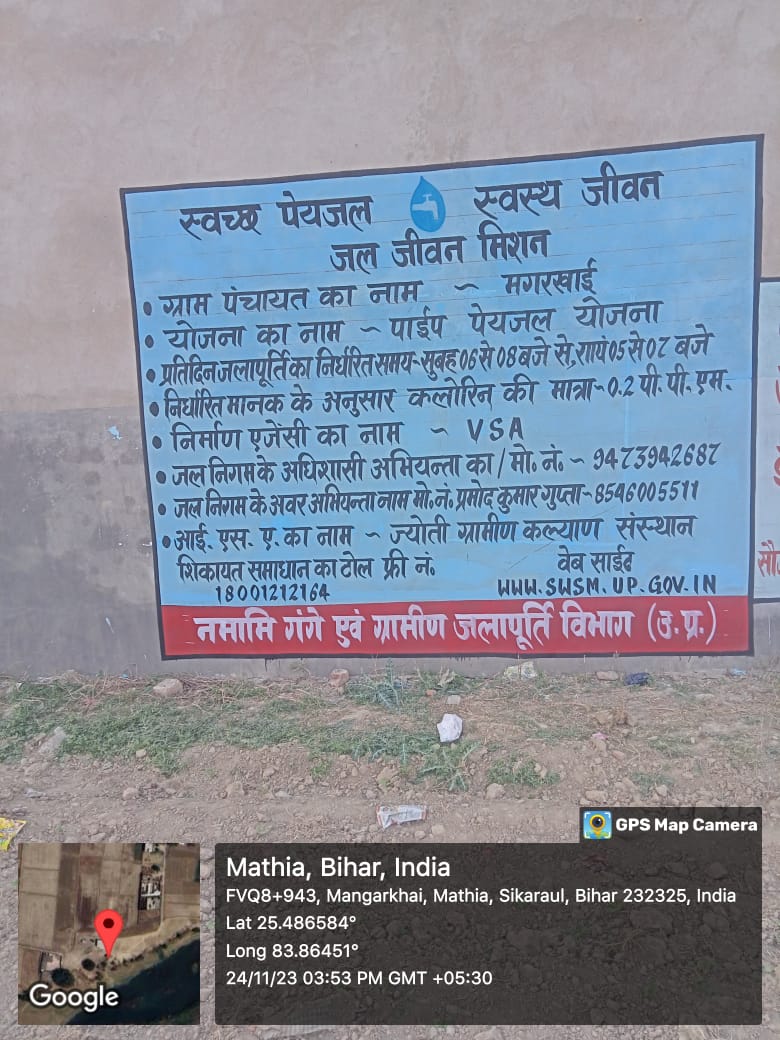 स्वच्छ पेयजल स्वस्थ जीवन
जल जीवन मिशन
• ग्राम पंचायत का नाम ~ मगरखाई
• योजना का नाम ~ पाईप पेयजल योजना
• प्रतिदिन जलापूर्ति का निर्धारित समय-सुबह 06 से 08 बजे से, सायं 05 से 07 बजे
• निर्धारित मानक के अनुसार कलोरिन की मात्रा-0.2 पी. पी. एम.
• निर्माण एजेंसी का नाम ~ VSA
• जल निगम के अधिशासी अभियन्ता का / मो. नं. ~ 9473942687
• जल निगम के अवर अभियन्ता नाम मो. नं. प्रमोद कुमार गुप्ता-8546005511
• आई. एस. ए. का नाम ~ ज्योती ग्रामीण कल्याण संस्थान
शिकायत समाधान का टोल फ्री नं. वेब साईट
18001212164 WWW.SWSM.UP.GOV.IN
नमामि गंगे एवं ग्रामीण जलापूर्ति विभाग (उ.प्र.)
GPS Map Camera
Mathia, Bihar, India
FVQ8+943, Mangarkhai, Mathia, Sikaraul, Bihar 232325, India
Lat 25.486584°
Long 83.86451°
24/11/23 03:53 PM GMT +05:30
Google